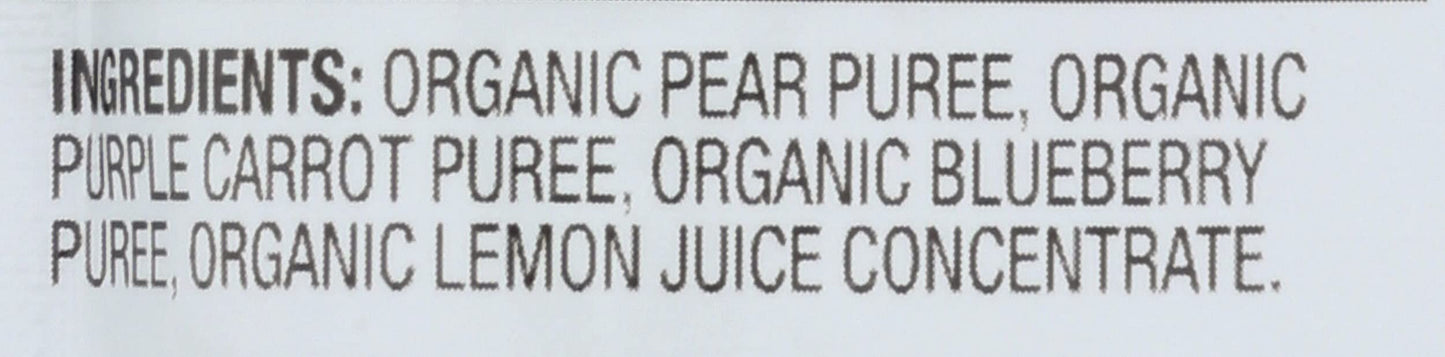 INGREDIENTS: ORGANIC PEAR PUREE, ORGANIC
PURPLE CARROT PUREE, ORGANIC BLUEBERRY
PUREE, ORGANIC LEMON JUICE CONCENTRATE.